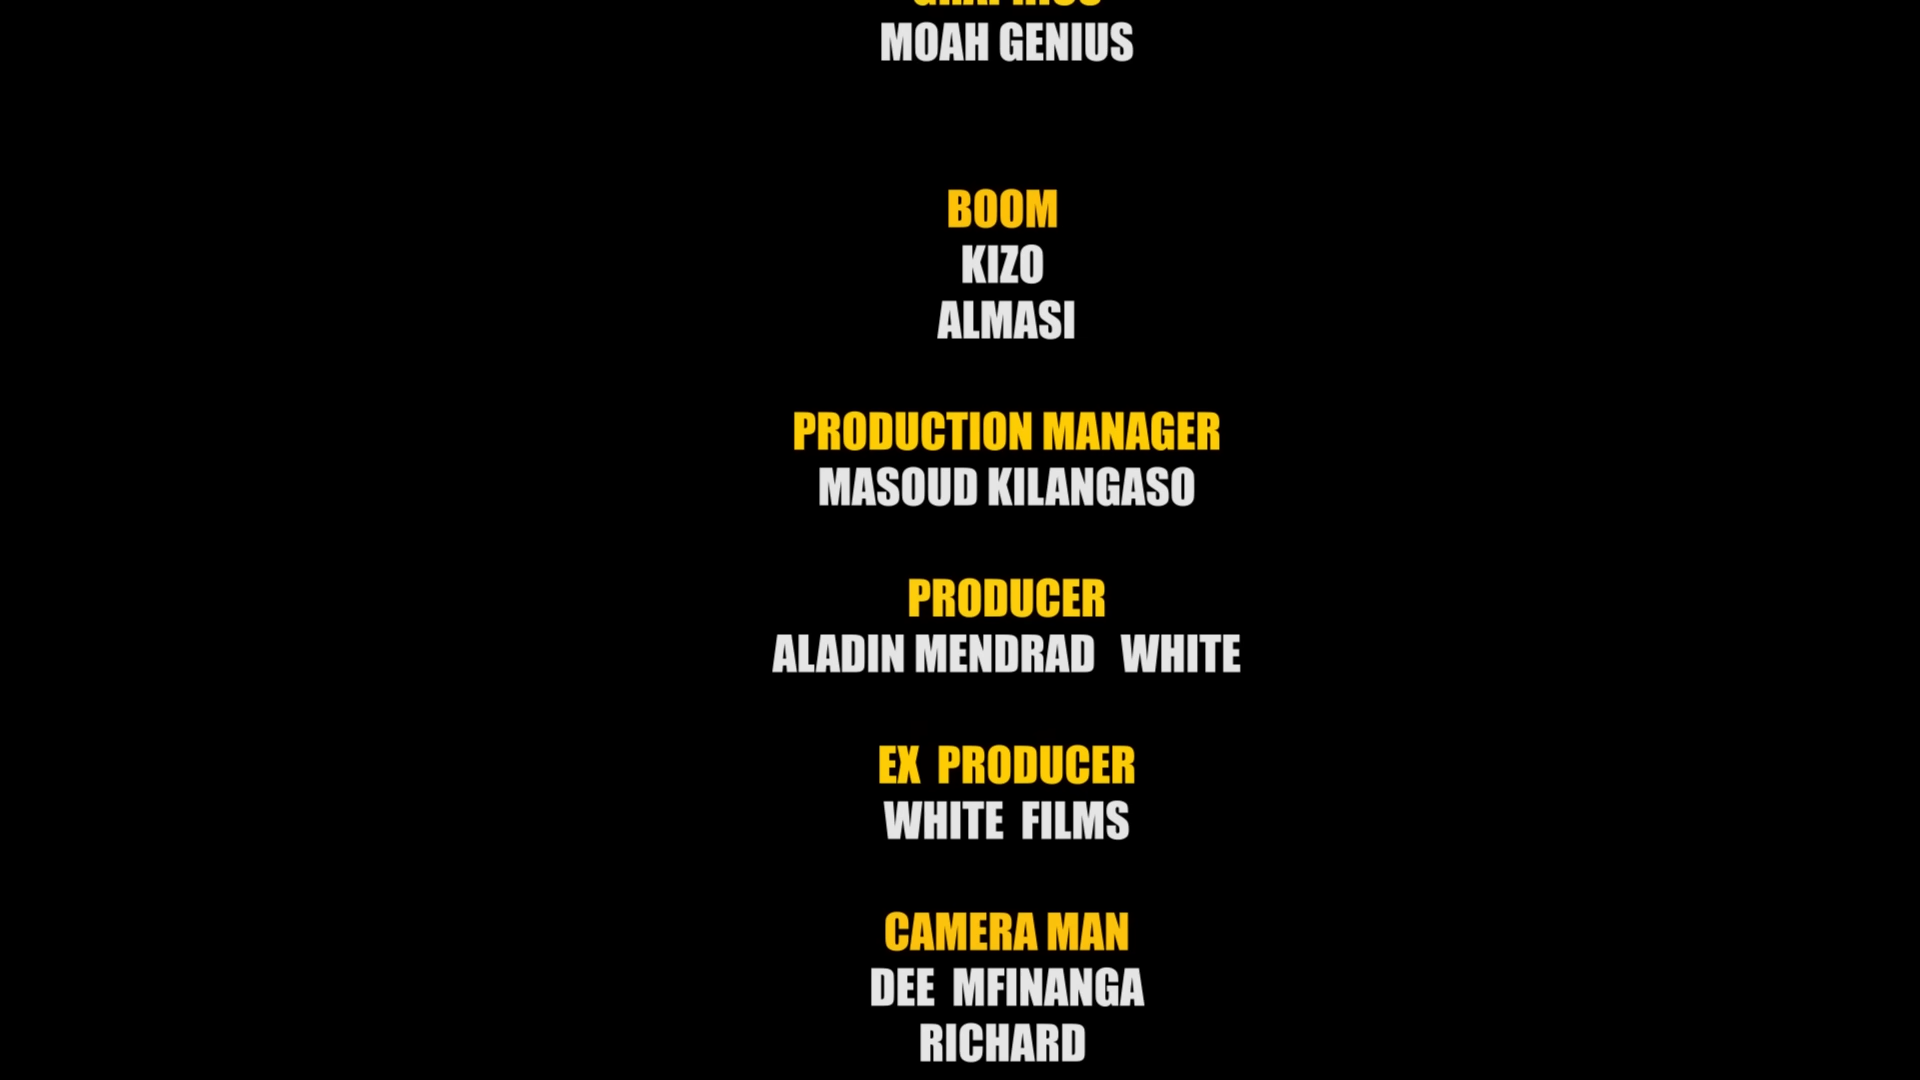 GRAPHICS
MOAH GENIUS
BOOM
KIZO
ALMASI
PRODUCTION MANAGER
MASOUD KILANGASO
PRODUCER
ALADIN MENDRAD WHITE
EX PRODUCER
WHITE FILMS
CAMERA MAN
DEE MFINANGA
RICHARD